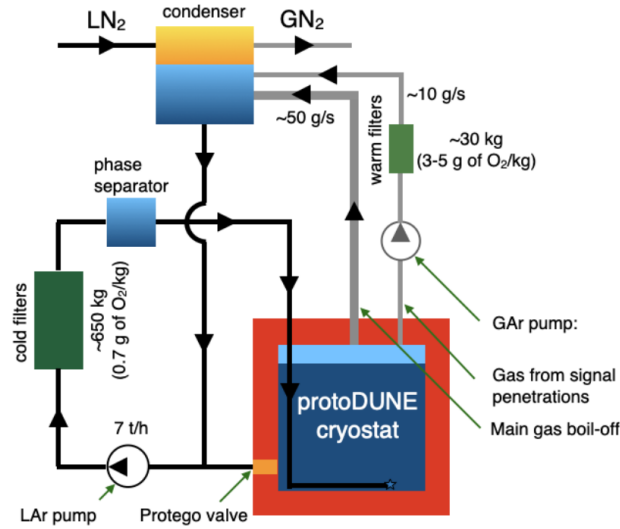 condenser
LN₂
GN₂
~10 g/s
~50 g/s
warm filters
~30 kg
(3-5 g of O₂/kg)
phase
separator
cold filters
~650 kg
(0.7 g of O₂/kg)
GAr pump:
Gas from signal
penetrations
Main gas boil-off
protoDUNE
cryostat
7 t/h
LAr pump
Protego valve